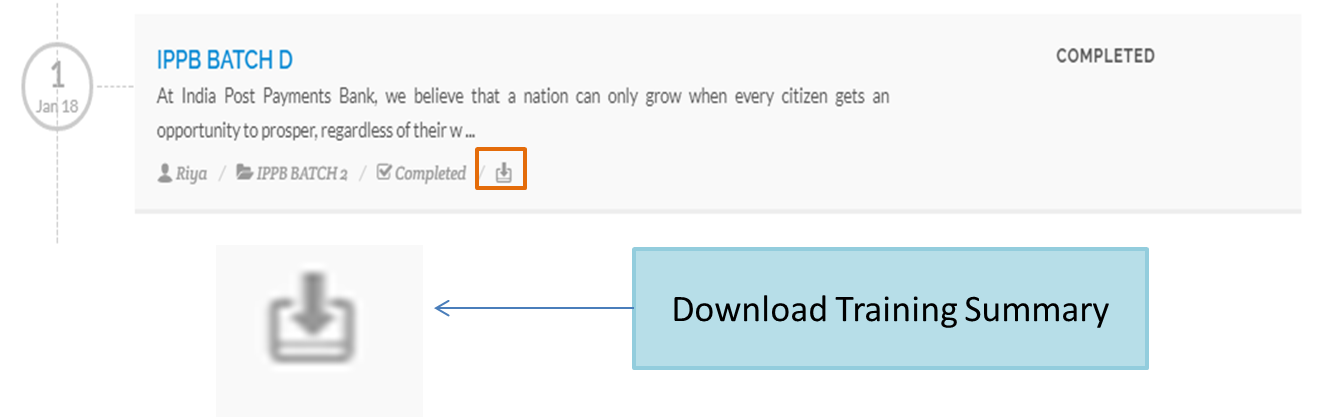 IPPB BATCH D
COMPLETED
1
Jan 18
At India Post Payments Bank, we believe that a nation can only grow when every citizen gets an
opportunity to prosper, regardless of their w ...
Riya / IPPB BATCH 2 / Completed /
Download Training Summary